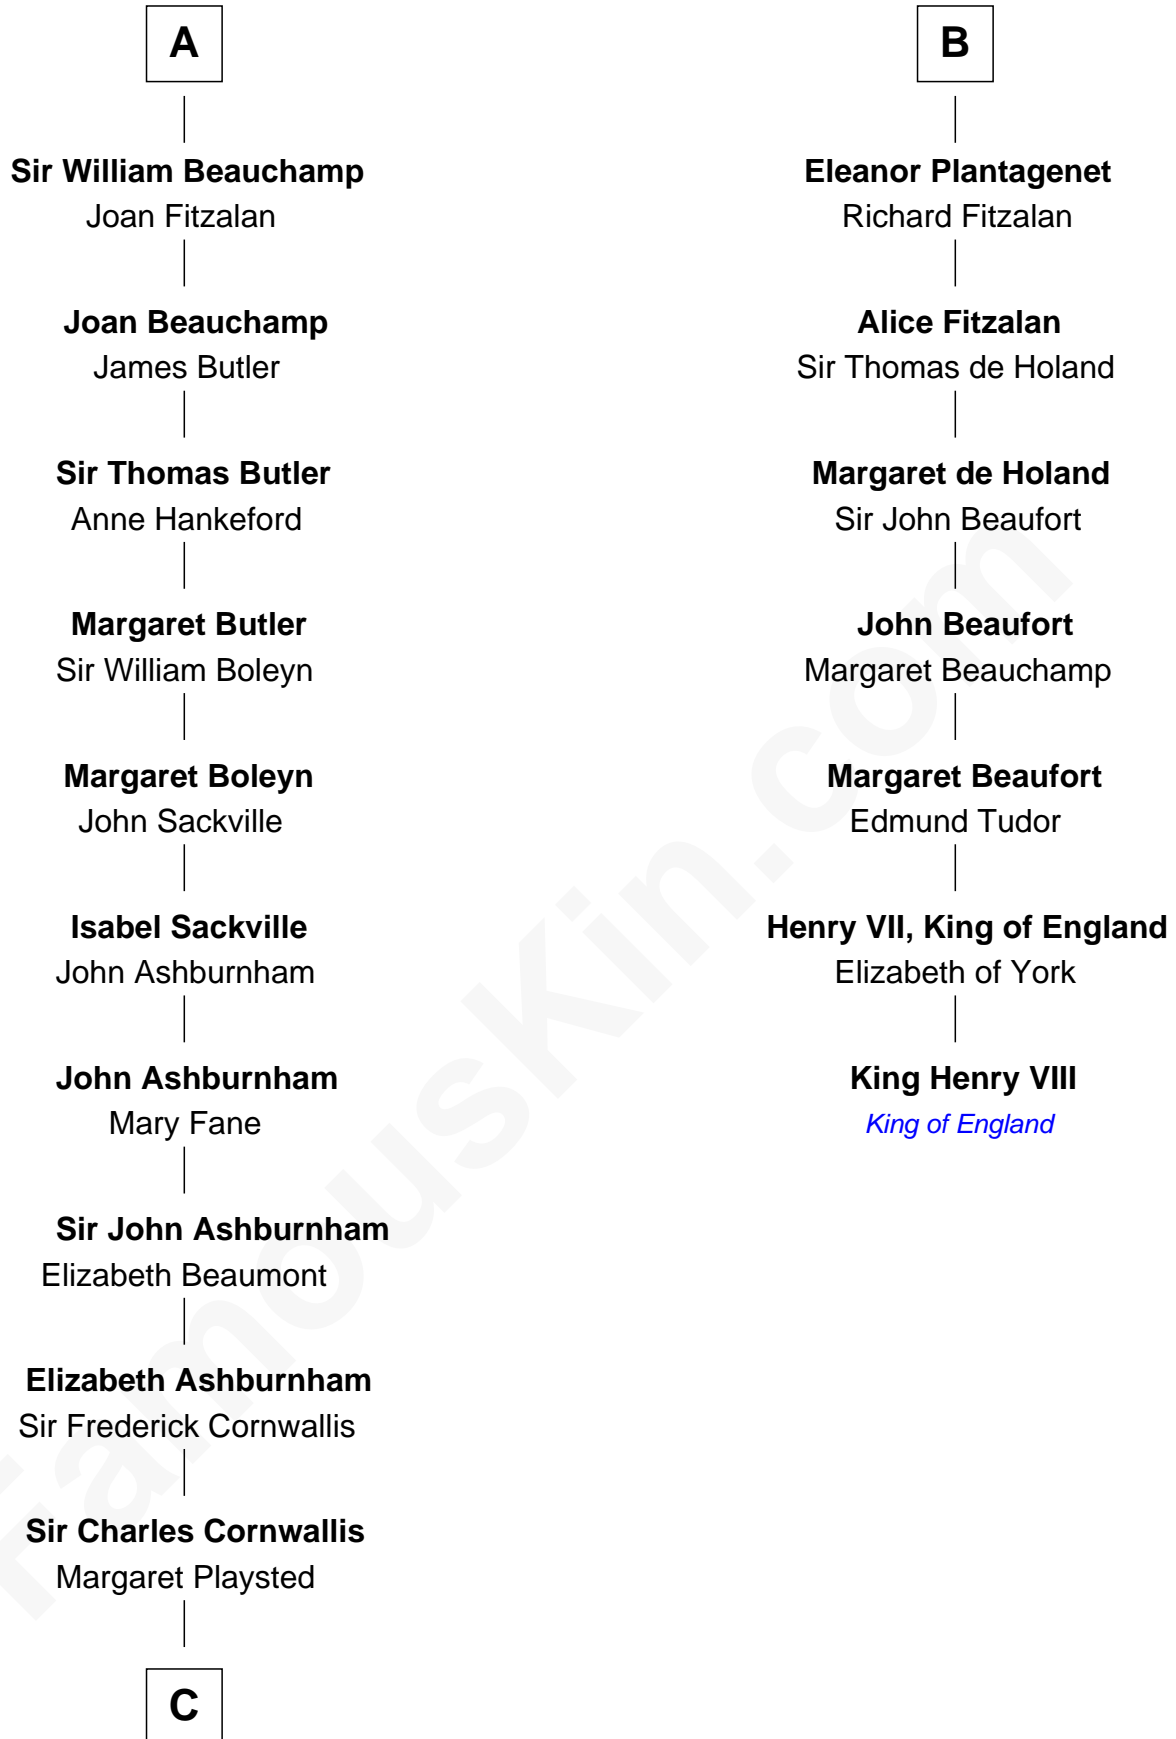 A
Sir William Beauchamp
Joan Fitzalan
Joan Beauchamp
James Butler
Sir Thomas Butler
Anne Hankeford
Margaret Butler
Sir William Boleyn
Margaret Boleyn
John Sackville
Isabel Sackville
John Ashburnham
John Ashburnham
Mary Fane
Sir John Ashburnham
Elizabeth Beaumont
Elizabeth Ashburnham
Sir Frederick Cornwallis
Sir Charles Cornwallis
Margaret Playsted
C
B
Eleanor Plantagenet
Richard Fitzalan
Alice Fitzalan
Sir Thomas de Holand
Margaret de Holand
Sir John Beaufort
John Beaufort
Margaret Beauchamp
Margaret Beaufort
Edmund Tudor
Henry VII, King of England
Elizabeth of York
King Henry VIII
King of England
FamousKin.com